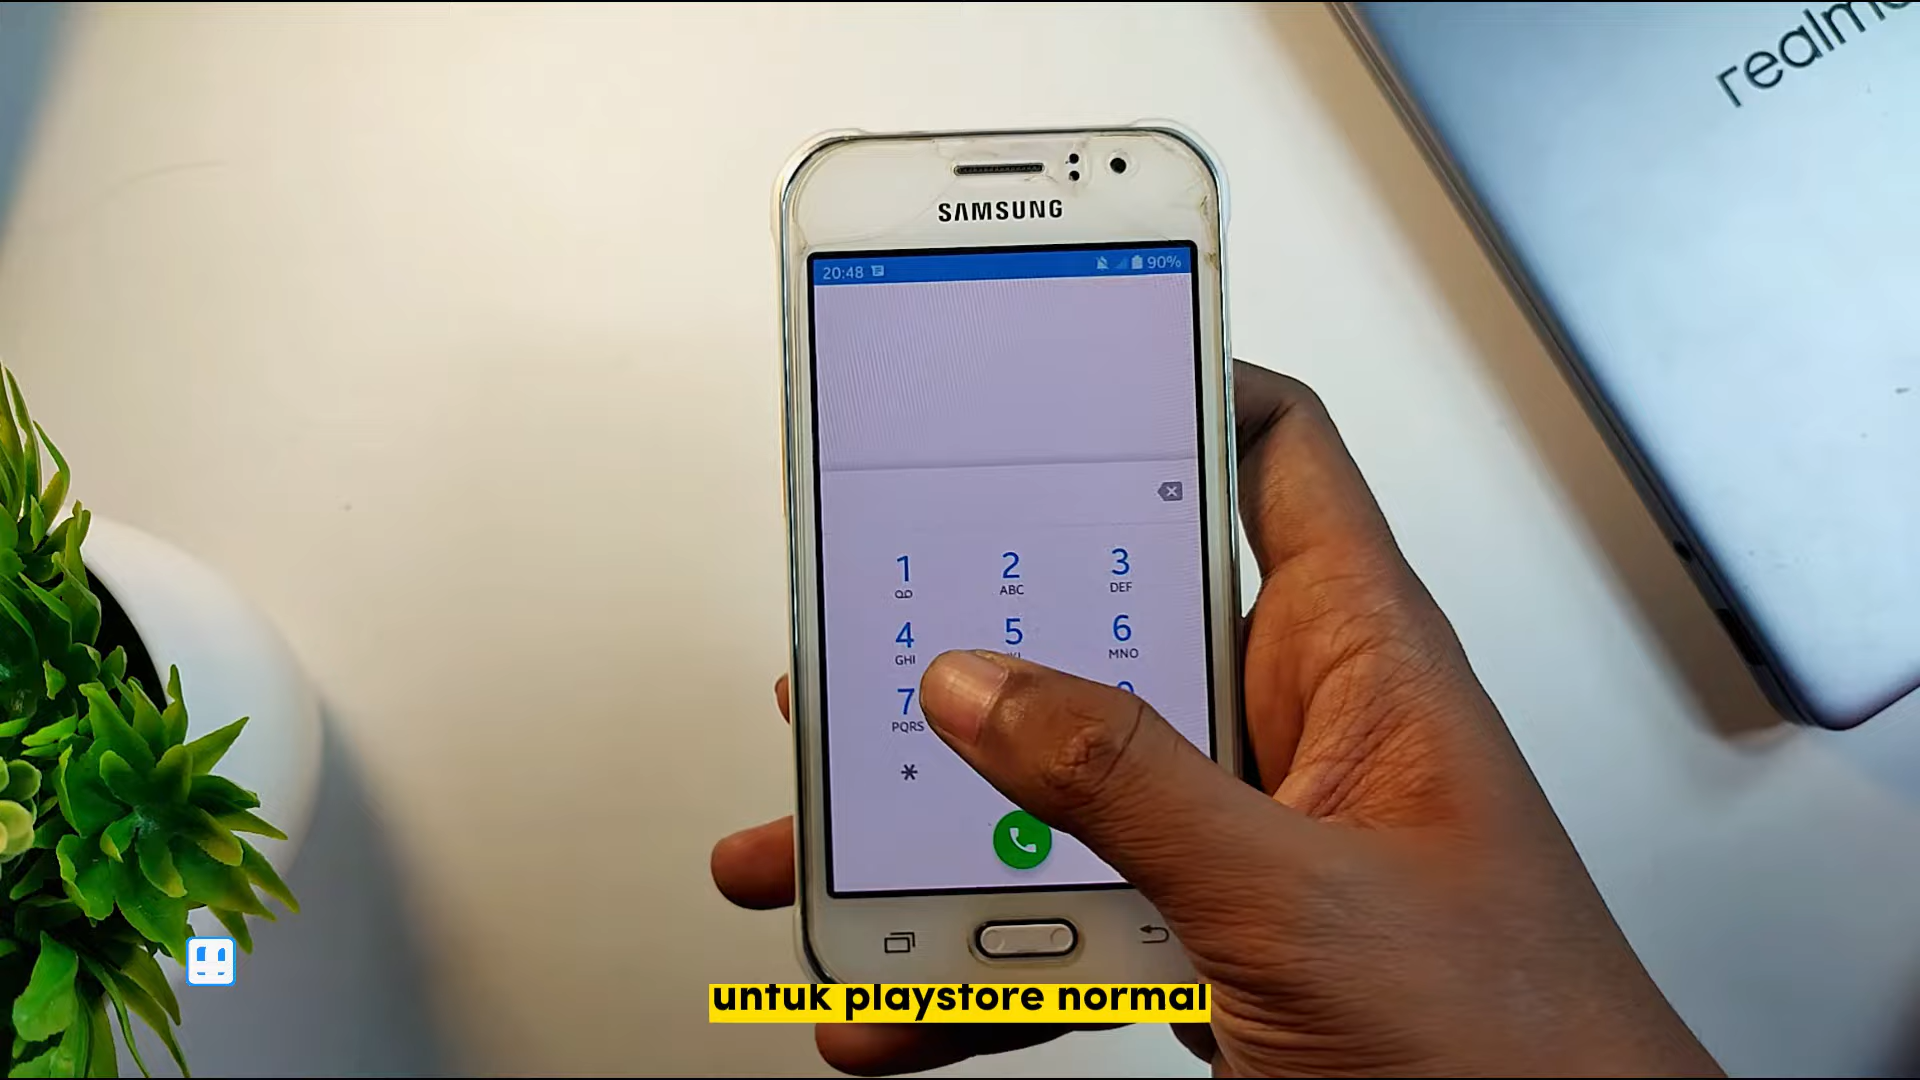 realm
SAMSUNG
20:48 90%
1 2 3
ABC DEF
4 5 6
GHI MNO
7
PQRS
*
untuk playstore normal